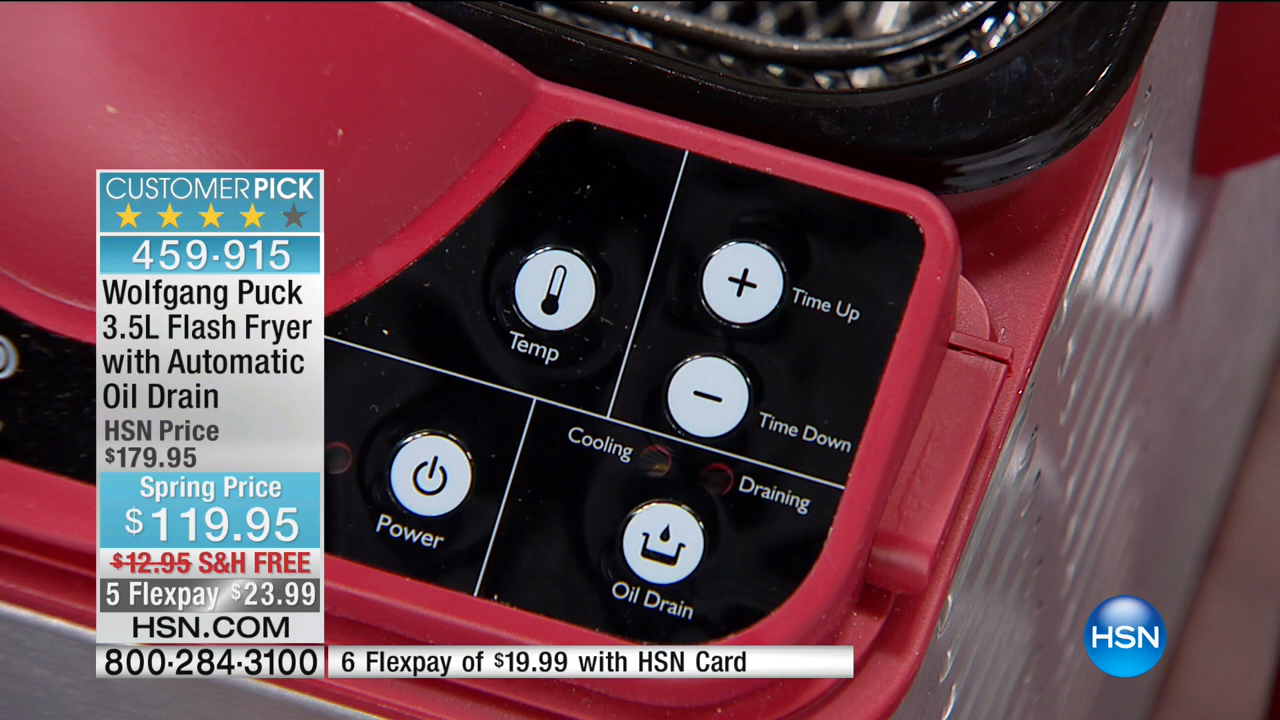 CUSTOMERPICK
459-915
Wolfgang Puck
3.5L Flash Fryer
with Automatic
Oil Drain
HSN Price
$179.95
Spring Price
$119.95
$12.95 S&H FREE
5 Flexpay $23.99
HSN.COM
800-284-3100
6 Flexpay of $19.99 with HSN Card
Temp
Time Up
Time Down
Power
Cooling
Draining
Oil Drain
HSN